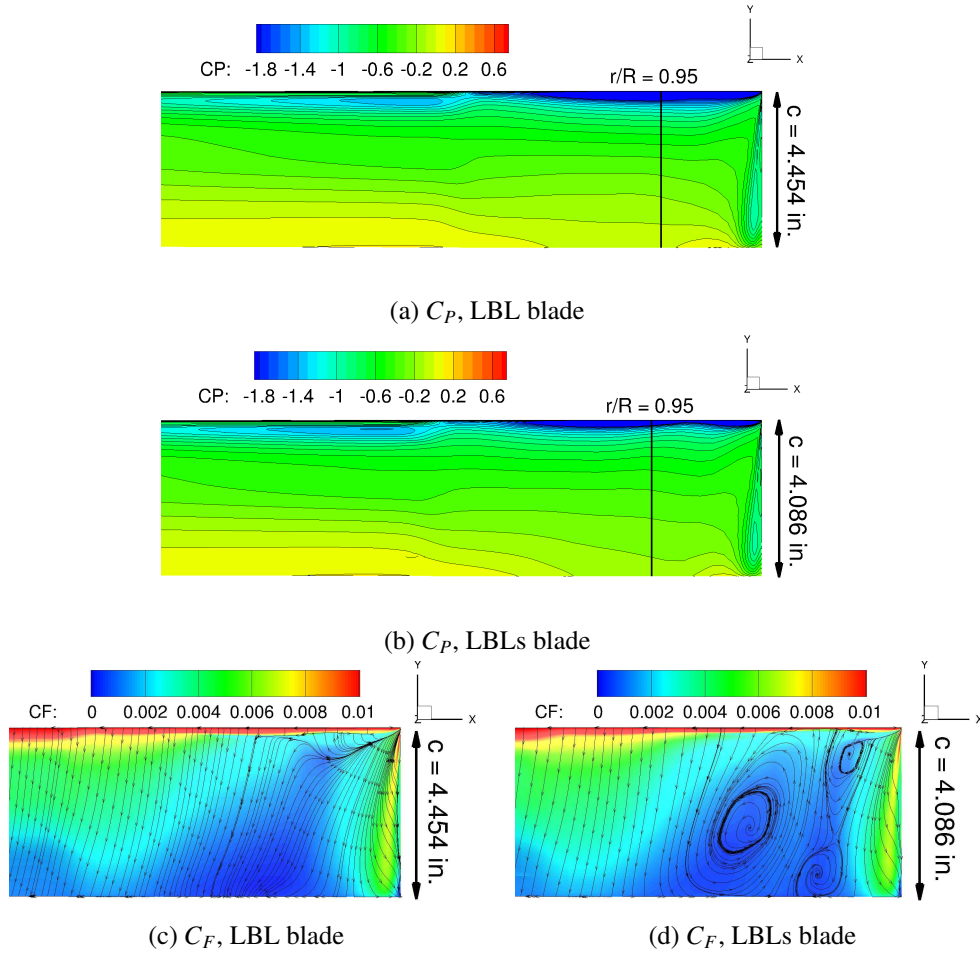 Y
X
Z
CP: -1.8 -1.4 -1 -0.6 -0.2 0.2 0.6
r/R = 0.95
c = 4.454 in.
(a) C_P, LBL blade
Y
X
Z
CP: -1.8 -1.4 -1 -0.6 -0.2 0.2 0.6
r/R = 0.95
c = 4.086 in.
(b) C_P, LBLs blade
Y
X
Z
CF: 0 0.002 0.004 0.006 0.008 0.01
c = 4.454 in.
(c) C_F, LBL blade
Y
X
Z
CF: 0 0.002 0.004 0.006 0.008 0.01
c = 4.086 in.
(d) C_F, LBLs blade